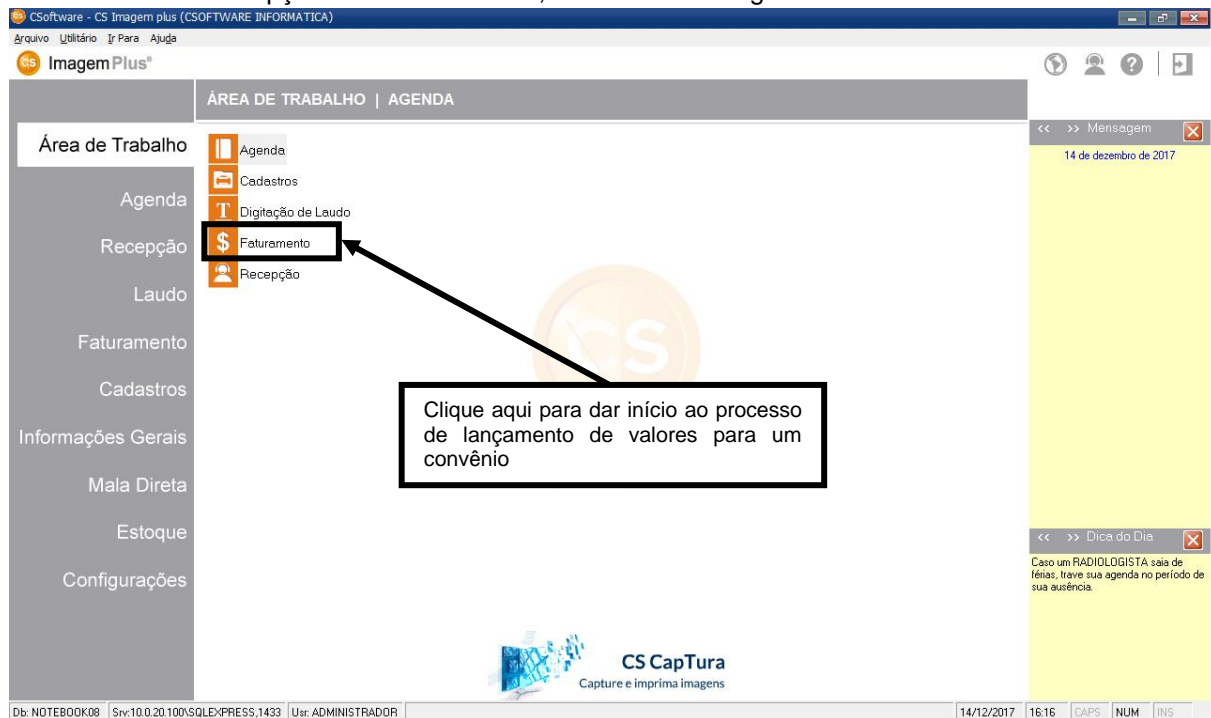 CSoftware - CS Imagem plus (CSOFTWARE INFORMATICA)
Arquivo Utilitário Ir Para Ajuda
CS ImagemPlus®
ÁREA DE TRABALHO | AGENDA
Área de Trabalho
Agenda
Recepção
Laudo
Faturamento
Cadastros
Informações Gerais
Mala Direta
Estoque
Configurações
Agenda
Cadastros
T Digitação de Laudo
$ Faturamento
Recepção
CS
Clique aqui para dar início ao processo
de lançamento de valores para um
convênio
CS CapTura
Capture e imprima imagens
<< >> Mensagem
14 de dezembro de 2017
<< >> Dica do Dia
Caso um RADIOLOGISTA saia de
férias, trave sua agenda no período de
sua ausência.
Db: NOTEBOOK08 Srv:10.0.20.100\SQLEXPRESS,1433 Usr: ADMINISTRADOR 14/12/2017 16:16 CAPS NUM INS